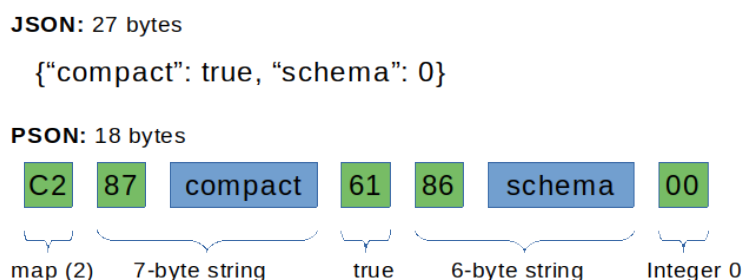 JSON: 27 bytes
{“compact”: true, “schema”: 0}
PSON: 18 bytes
C2 87 compact 61 86 schema 00
map (2) 7-byte string true 6-byte string Integer 0